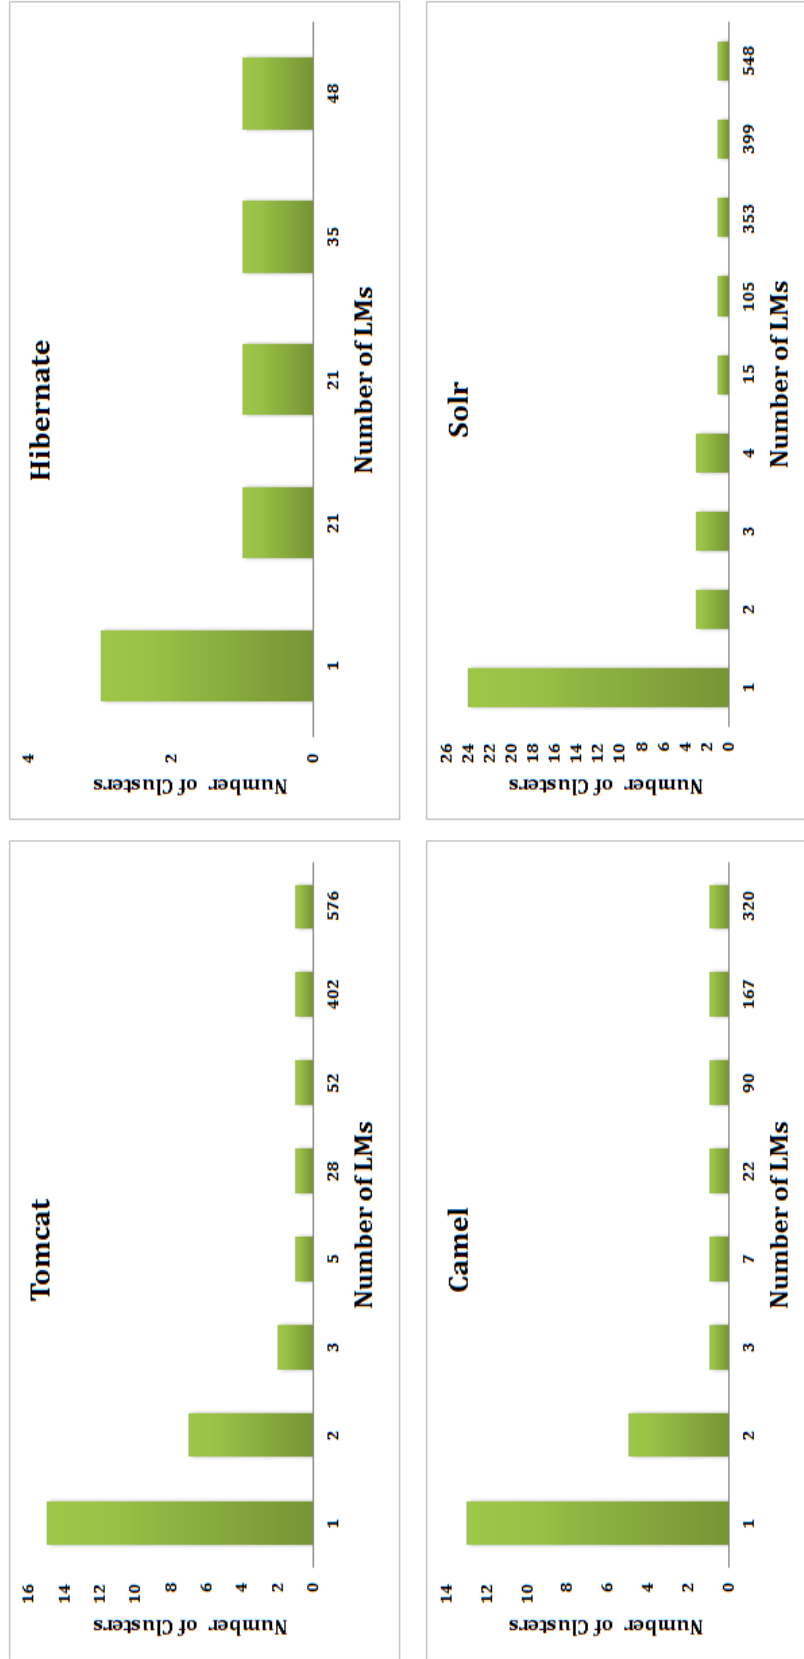 Tomcat
Number of Clusters
16
14
12
10
8
6
4
2
0
1 2 3 5 28 52 402 576
Number of LMs
Hibernate
Number of Clusters
4
2
0
1 21 21 35 48
Number of LMs
Camel
Number of Clusters
14
12
10
8
6
4
2
0
1 2 3 7 22 90 167 320
Number of LMs
Solr
Number of Clusters
26
24
22
20
18
16
14
12
10
8
6
4
2
0
1 2 3 4 15 105 353 399 548
Number of LMs